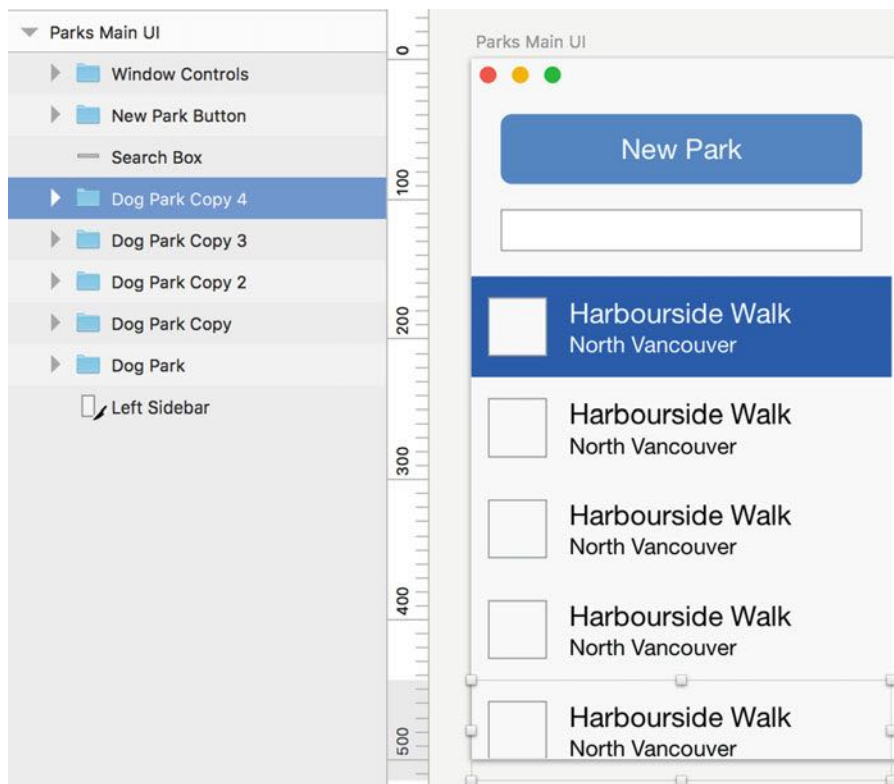 Parks Main UI
Window Controls
New Park Button
Search Box
Dog Park Copy 4
Dog Park Copy 3
Dog Park Copy 2
Dog Park Copy
Dog Park
Left Sidebar
0
100
200
300
400
500
Parks Main UI
New Park
Harbourside Walk
North Vancouver
Harbourside Walk
North Vancouver
Harbourside Walk
North Vancouver
Harbourside Walk
North Vancouver
Harbourside Walk
North Vancouver